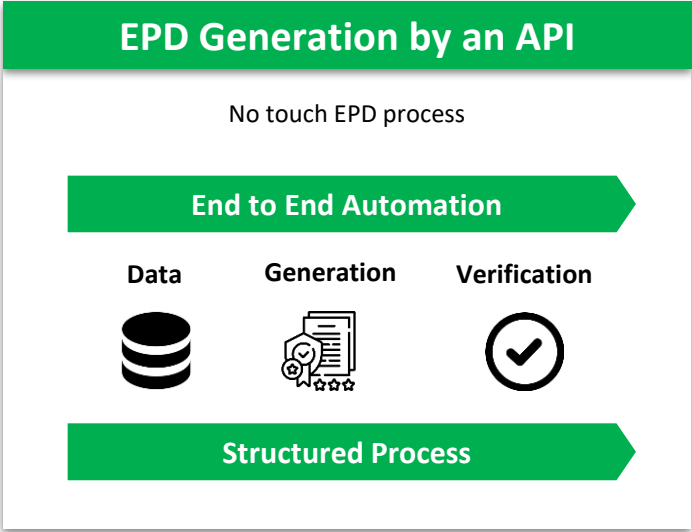 EPD Generation by an API
No touch EPD process
End to End Automation
Data
Generation
Verification
Structured Process